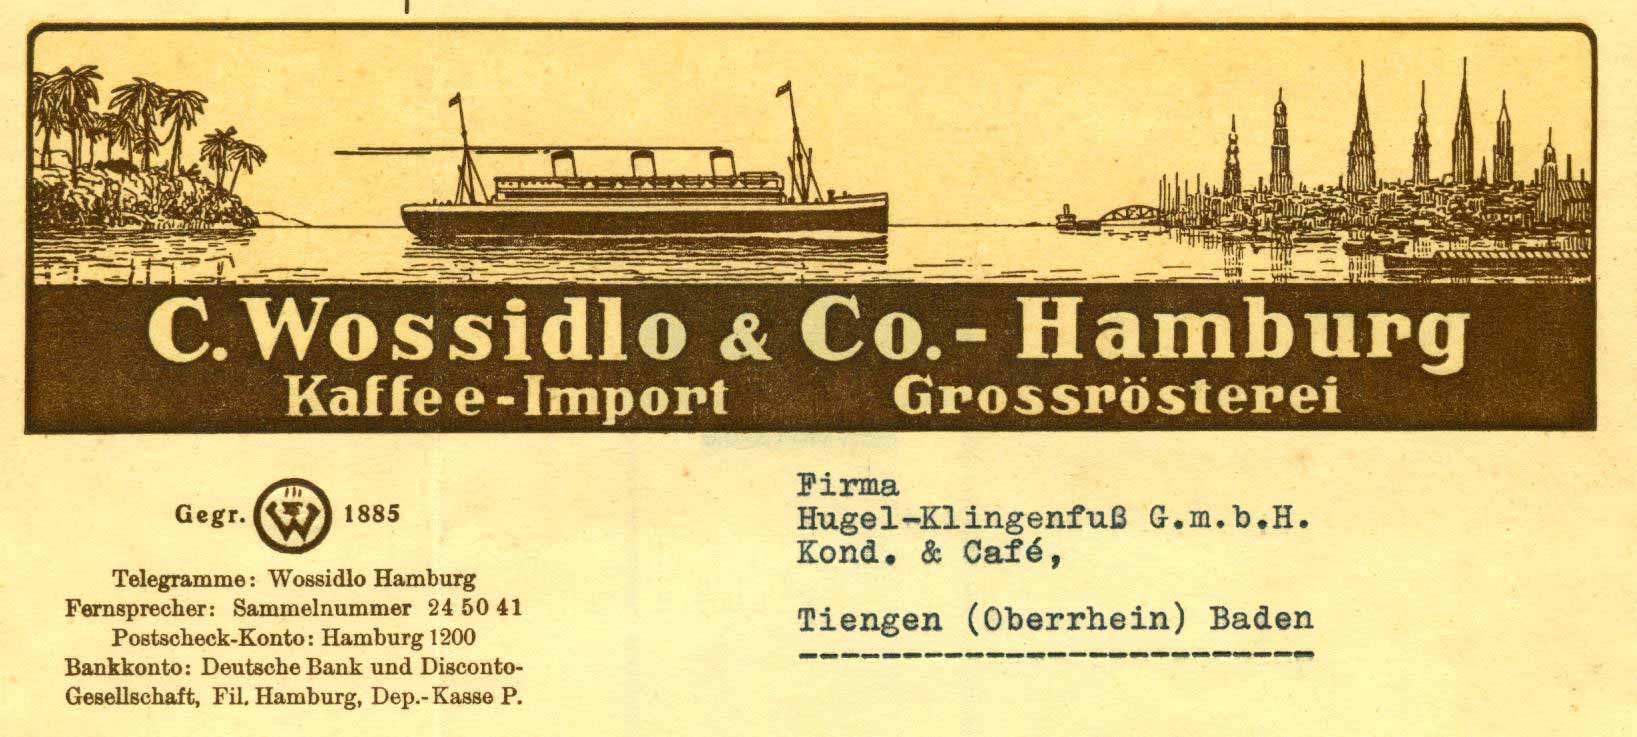 C. Wossidlo & Co. - Hamburg
Kaffee-Import Grossrösterei
Gegr. W 1885
Telegramme: Wossidlo Hamburg
Fernsprecher: Sammelnummer 24 50 41
Postscheck-Konto: Hamburg 1200
Bankkonto: Deutsche Bank und Disconto-
Gesellschaft, Fil. Hamburg, Dep.-Kasse P.
Firma
Hugel-Klingenfuß G.m.b.H.
Kond. & Café,
Tiengen (Oberrhein) Baden